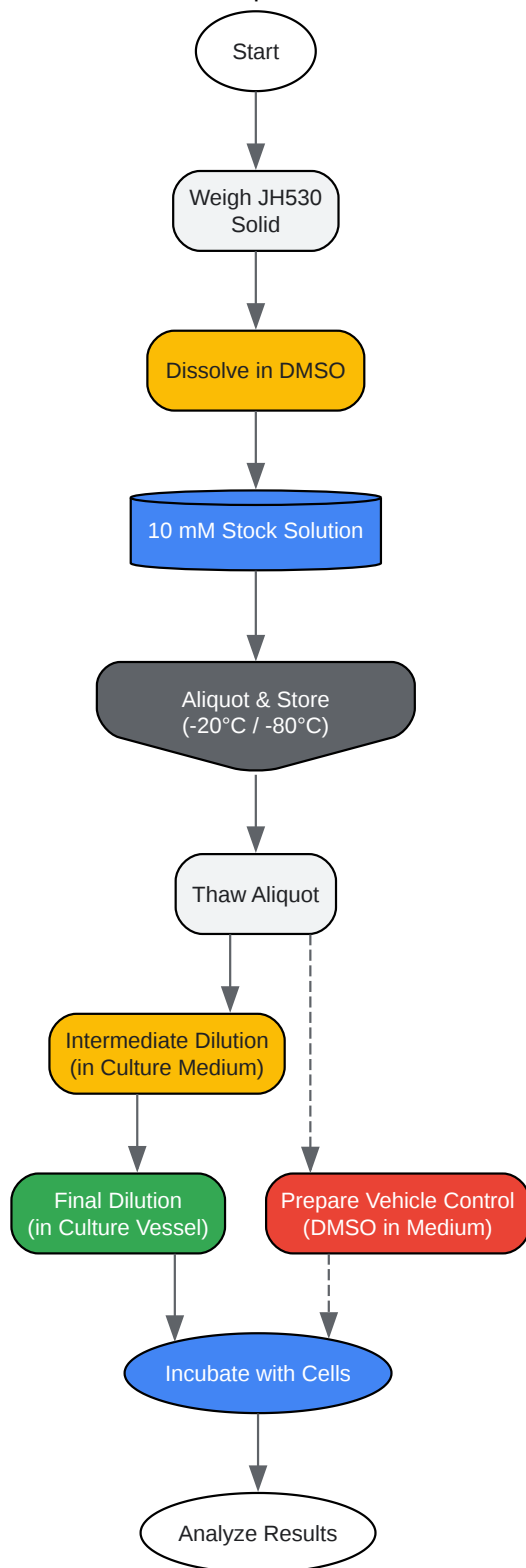 Start
Weigh JH530
Solid
Dissolve in DMSO
10 mM Stock Solution
Aliquot & Store
(-20°C / -80°C)
Thaw Aliquot
Intermediate Dilution
(in Culture Medium)
Final Dilution
(in Culture Vessel)
Prepare Vehicle Control
(DMSO in Medium)
Incubate with Cells
Analyze Results